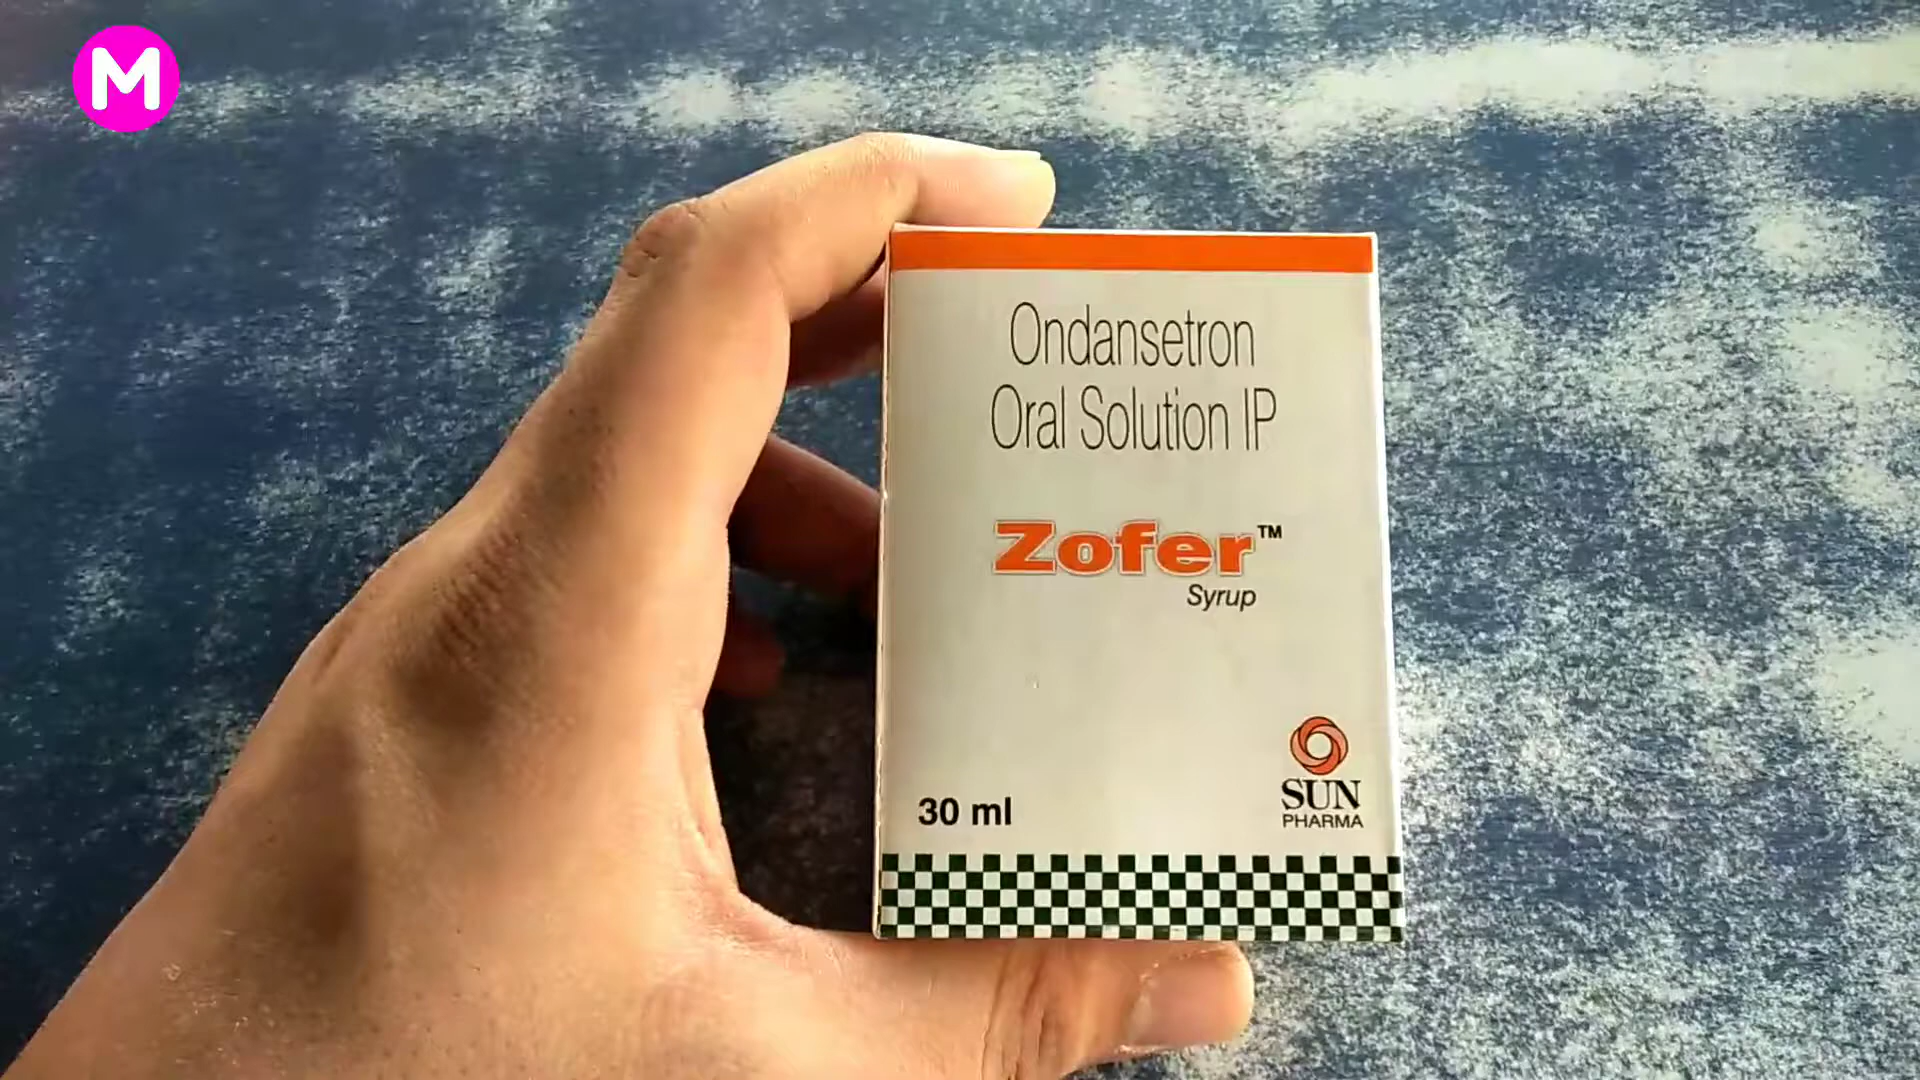 M
Ondansetron
Oral Solution IP
Zofer™
Syrup
30 ml
SUN
PHARMA